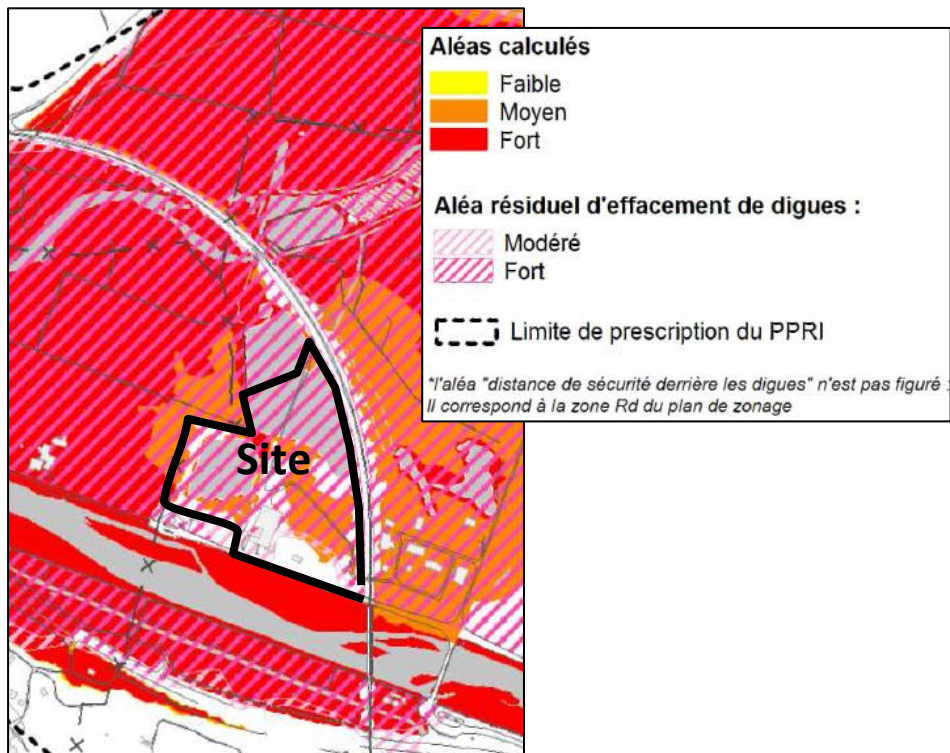 Aléas calculés
Faible
Moyen
Fort
Aléa résiduel d'effacement de digues :
Modéré
Fort
Limite de prescription du PPRI
*l'aléa "distance de sécurité derrière les digues" n'est pas figuré :
Il correspond à la zone Rd du plan de zonage
Site